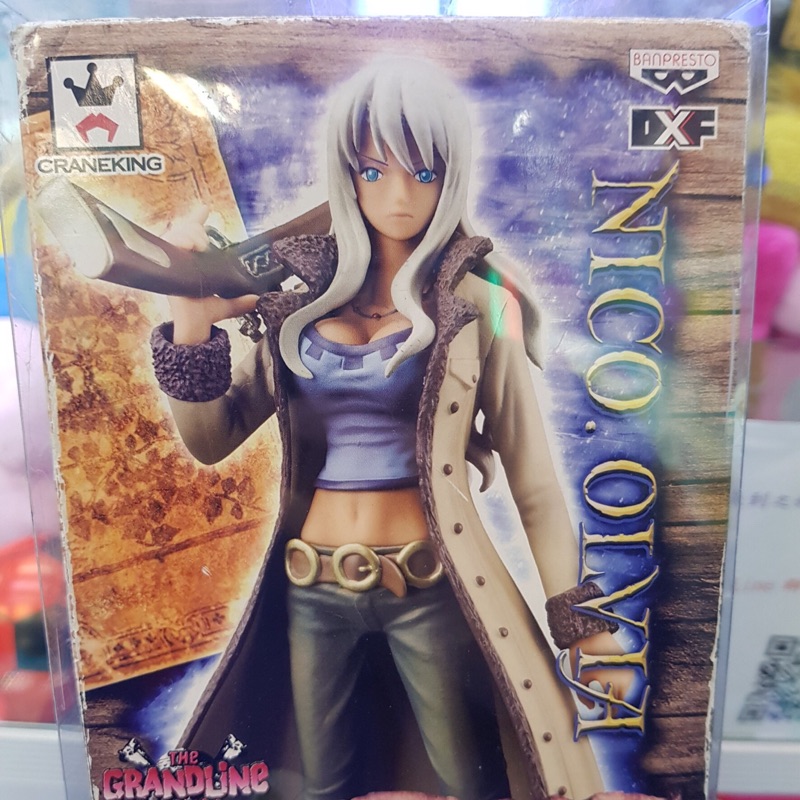 CRANEKING
BANPRESTO
DXF
NICO・OLVIA
THE
GRANDLINE